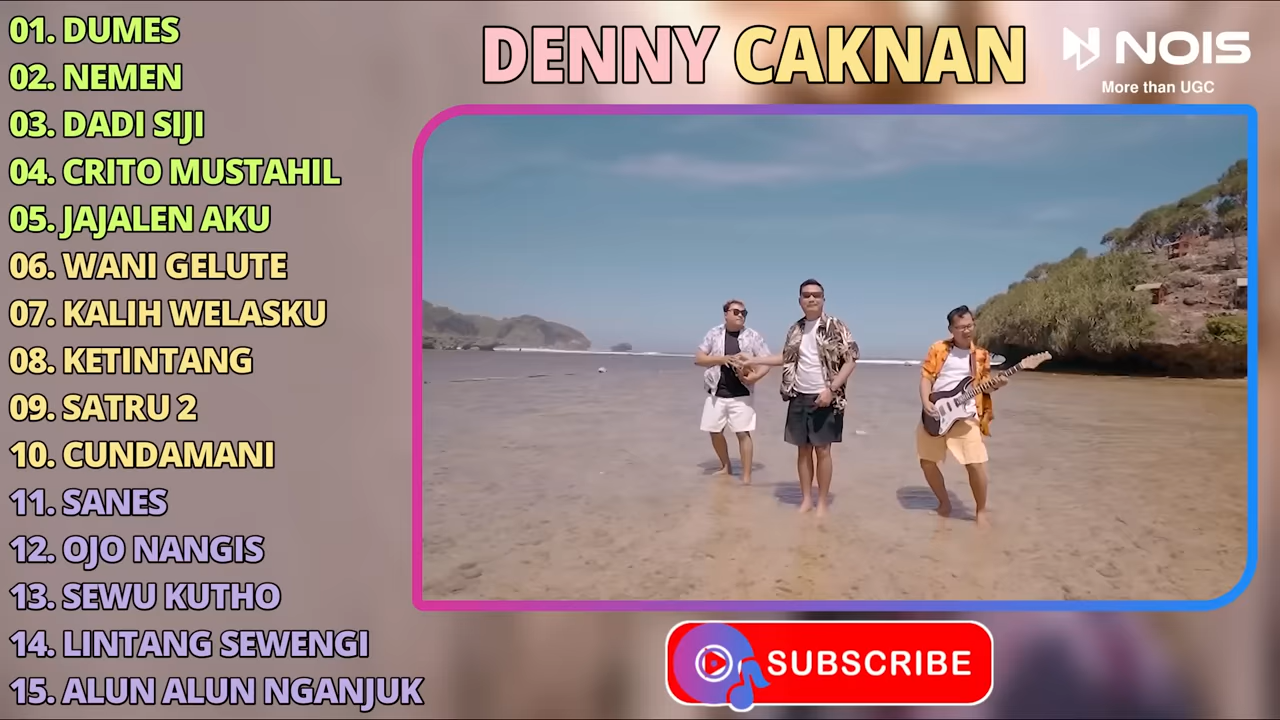 01. DUMES
02. NEMEN
03. DADI SIJI
04. CRITO MUSTAHIL
05. JAJALEN AKU
06. WANI GELUTE
07. KALIH WELASKU
08. KETINTANG
09. SATRU 2
10. CUNDAMANI
11. SANES
12. OJO NANGIS
13. SEWU KUTHO
14. LINTANG SEWENGI
15. ALUN ALUN NGANJUK
DENNY CAKNAN
NOIS
More than UGC
SUBSCRIBE